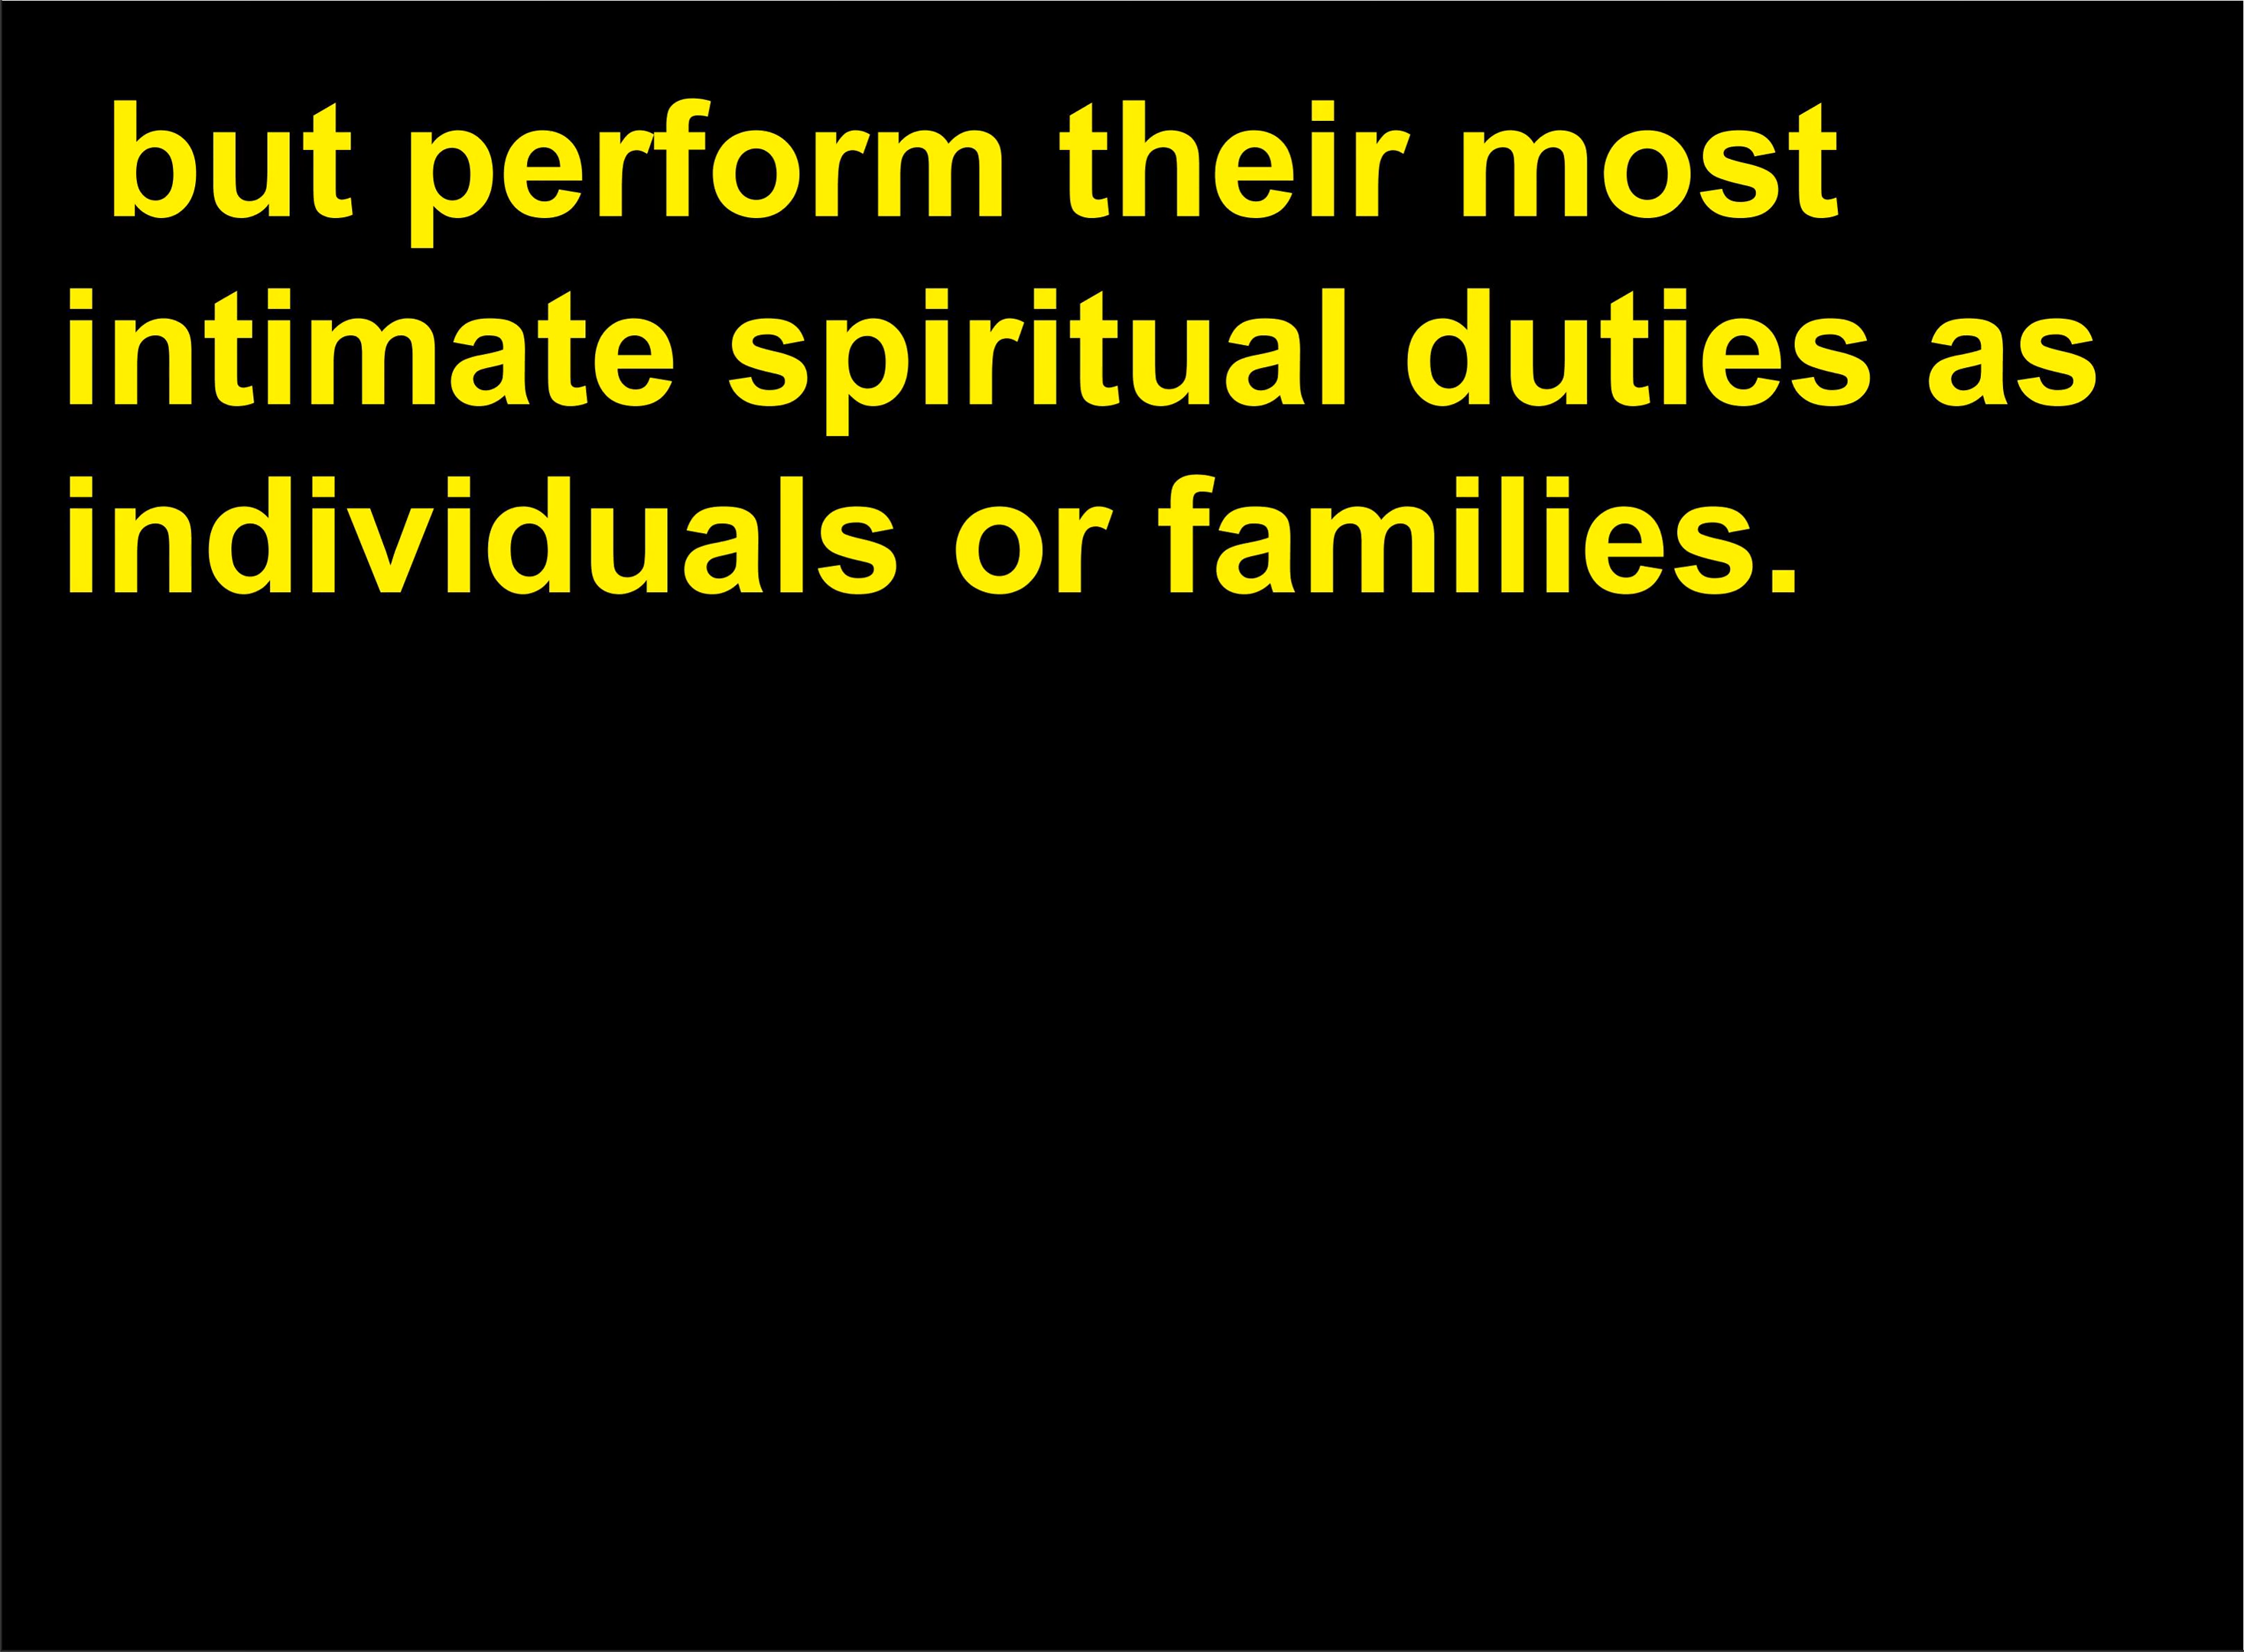 but perform their most
intimate spiritual duties as
individuals or families.